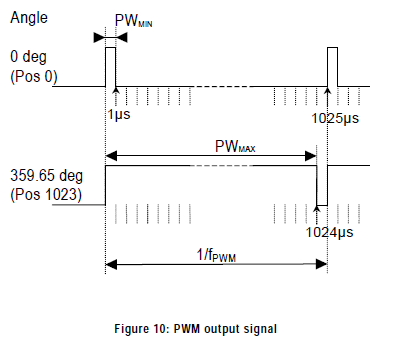 Angle
PWMIN
0 deg
(Pos 0)
1µs
1025µs
PWMAX
359.65 deg
(Pos 1023)
1024µs
1/fPWM
Figure 10: PWM output signal